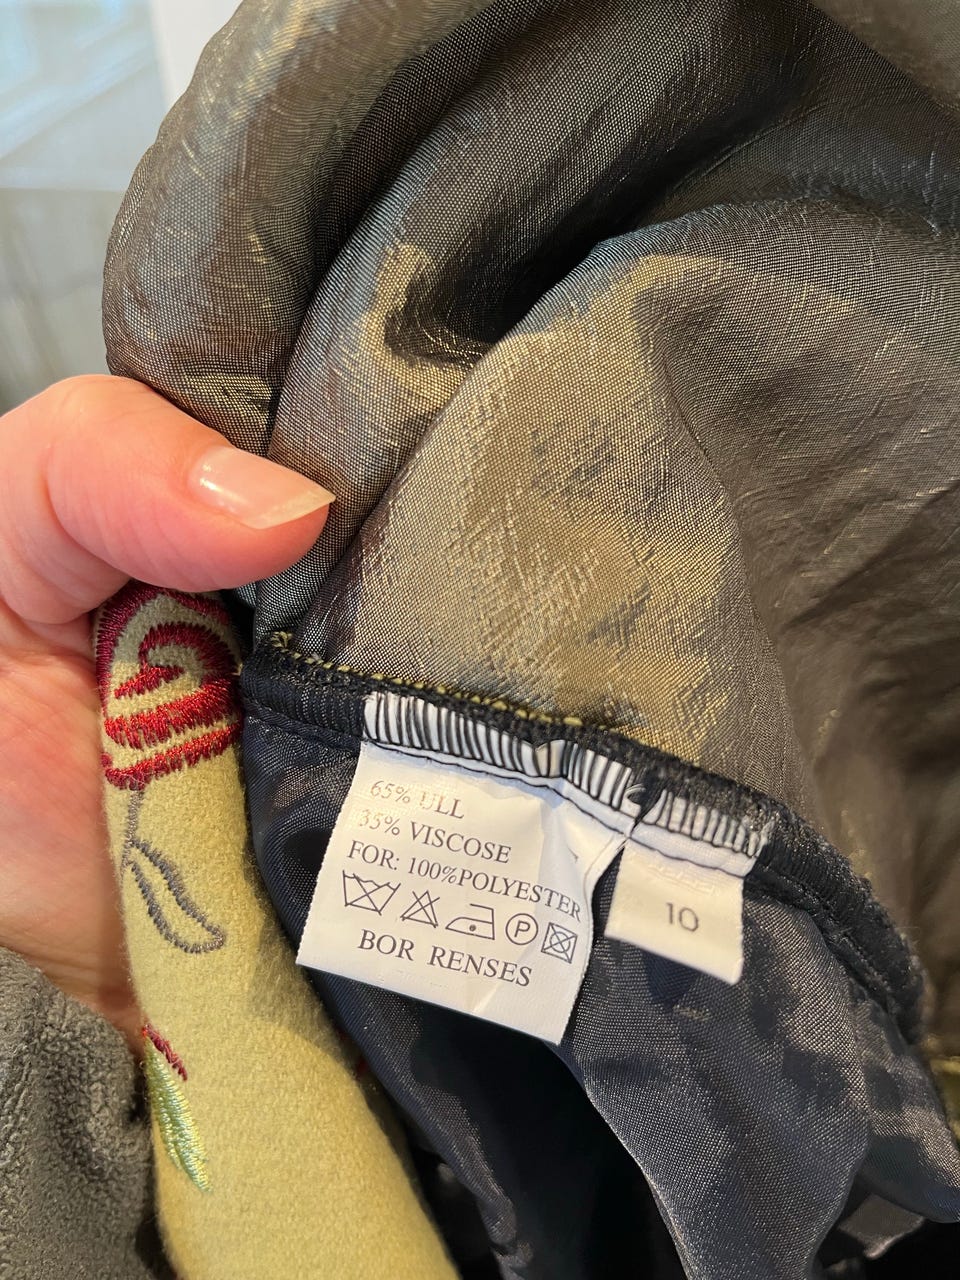 65% ULL
35% VISCOSE
FOR: 100%POLYESTER
P
BOR RENSES
10